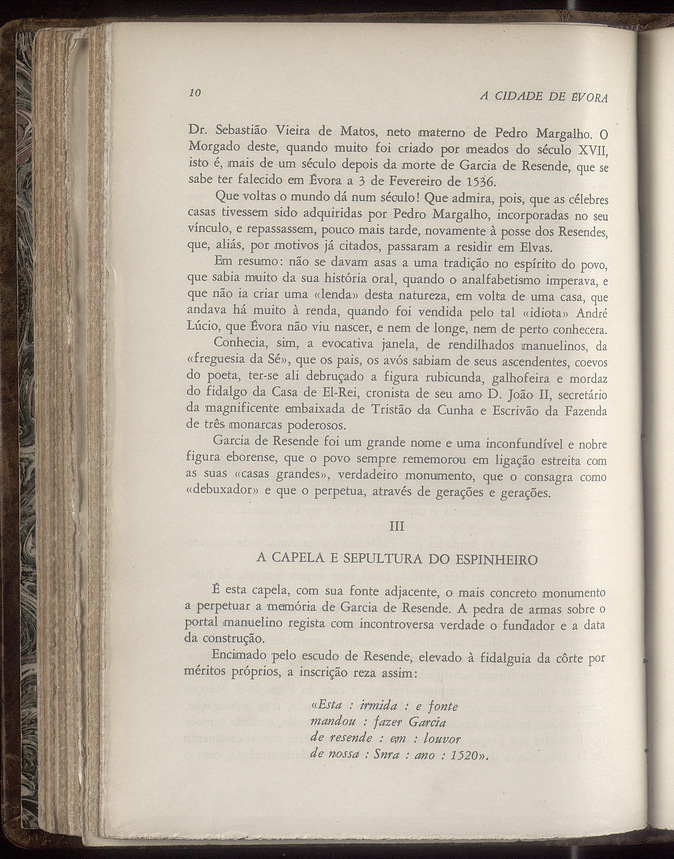 10
A CIDADE DE ÉVORA
Dr. Sebastião Vieira de Matos, neto materno de Pedro Margalho. O
Morgado deste, quando muito foi criado por meados do século XVII,
isto é, mais de um século depois da morte de Garcia de Resende, que se
sabe ter falecido em Évora a 3 de Fevereiro de 1536.
Que voltas o mundo dá num século! Que admira, pois, que as célebres
casas tivessem sido adquiridas por Pedro Margalho, incorporadas no seu
vínculo, e repassassem, pouco mais tarde, novamente à posse dos Resendes,
que, aliás, por motivos já citados, passaram a residir em Elvas.
Em resumo: não se davam asas a uma tradição no espírito do povo,
que sabia muito da sua história oral, quando o analfabetismo imperava, e
que não ia criar uma «lenda» desta natureza, em volta de uma casa, que
andava há muito à renda, quando foi vendida pelo tal «idiota» André
Lúcio, que Évora não viu nascer, e nem de longe, nem de perto conhecera.
Conhecia, sim, a evocativa janela, de rendilhados manuelinos, da
«freguesia da Sé», que os pais, os avós sabiam de seus ascendentes, coevos
do poeta, ter-se ali debruçado a figura rubicunda, galhofeira e mordaz
do fidalgo da Casa de El-Rei, cronista de seu amo D. João II, secretário
da magnificente embaixada de Tristão da Cunha e Escrivão da Fazenda
de três monarcas poderosos.
Garcia de Resende foi um grande nome e uma inconfundível e nobre
figura eborense, que o povo sempre rememorou em ligação estreita com
as suas «casas grandes», verdadeiro monumento, que o consagra como
«debuxador» e que o perpetua, através de gerações e gerações.
III
A CAPELA E SEPULTURA DO ESPINHEIRO
É esta capela, com sua fonte adjacente, o mais concreto monumento
a perpetuar a memória de Garcia de Resende. A pedra de armas sobre o
portal manuelino regista com incontroversa verdade o fundador e a data
da construção.
Encimado pelo escudo de Resende, elevado à fidalguia da côrte por
méritos próprios, a inscrição reza assim:
«Esta : irmida : e fonte
mandou : fazer Garcia
de resende : em : louvor
de nossa : Snra : ano : 1520».